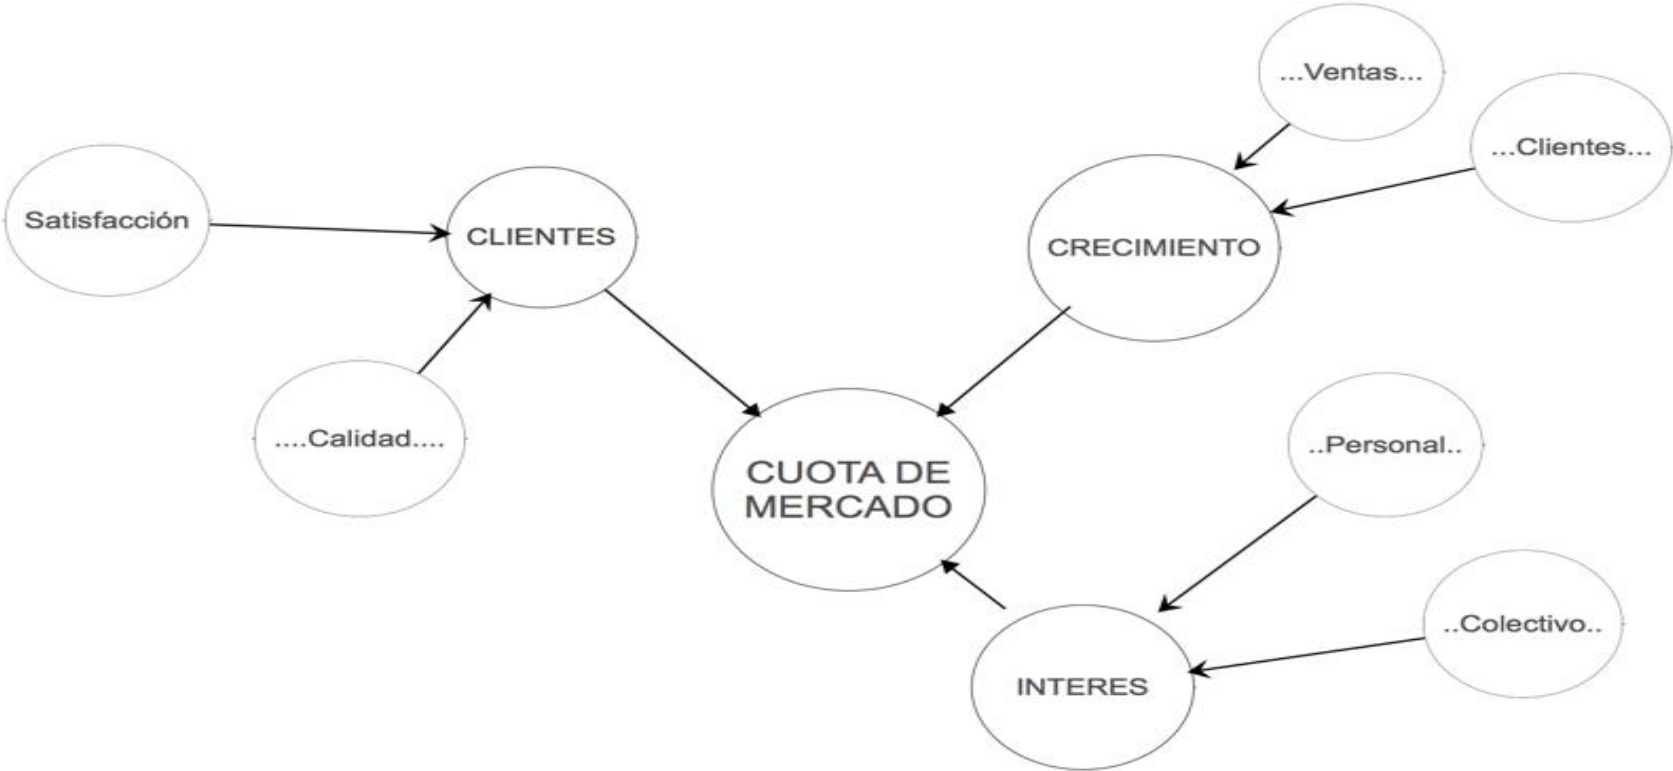 ...Ventas...
...Clientes...
Satisfacción
CLIENTES
CRECIMIENTO
....Calidad....
..Personal..
CUOTA DE
MERCADO
..Colectivo..
INTERES